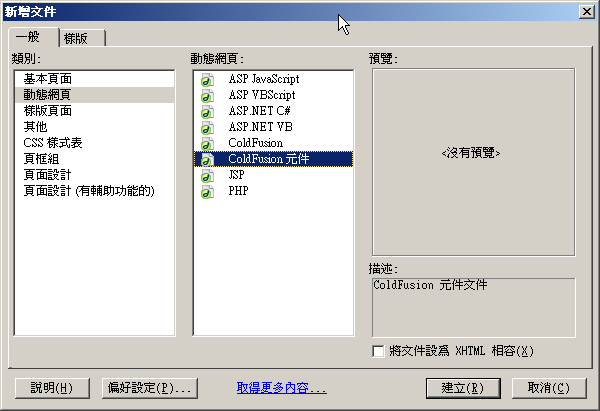 新增文件
一般 樣版
類別:
基本頁面
動態網頁
樣版頁面
其他
CSS 樣式表
頁框組
頁面設計
頁面設計 (有輔助功能的)
動態網頁:
ASP JavaScript
ASP VBScript
ASP.NET C#
ASP.NET VB
ColdFusion
ColdFusion 元件
JSP
PHP
預覽:
<沒有預覽>
描述:
ColdFusion 元件文件
將文件設為 XHTML 相容(X)
說明(H) 偏好設定(P)... 取得更多內容... 建立(R) 取消(C)